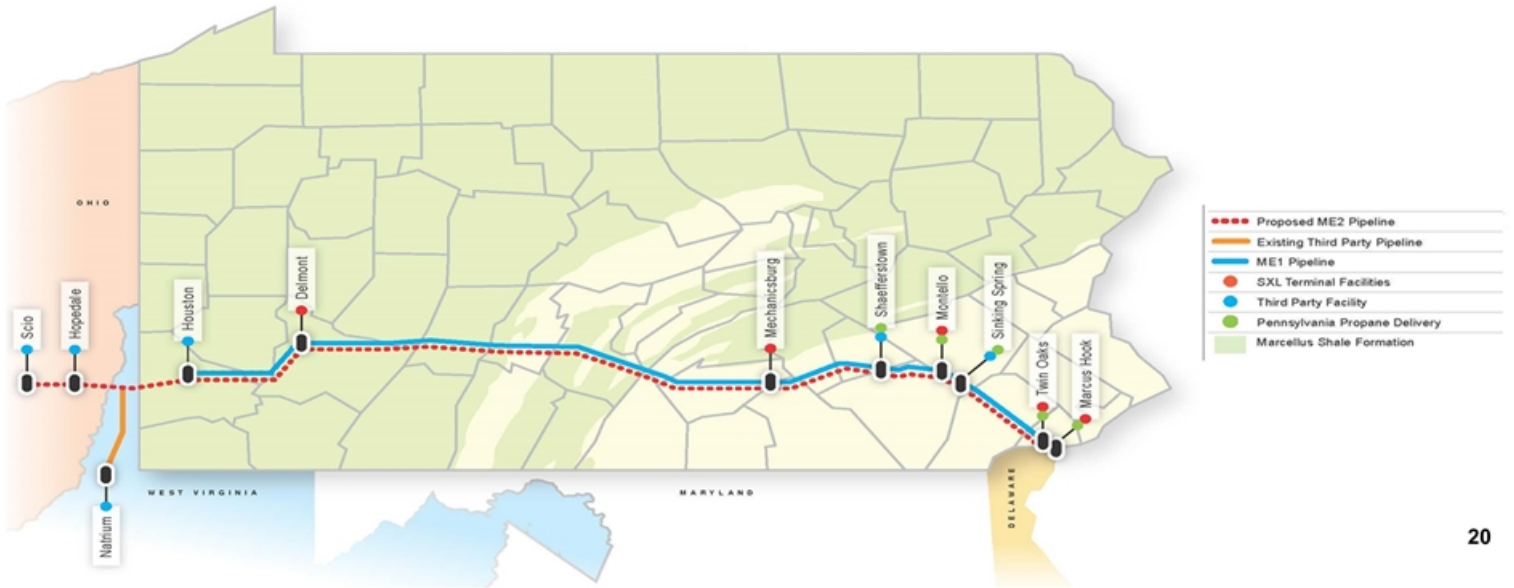 OHIO
Scio
Hopedale
Houston
Delmont
Mechanicsburg
Shaefferstown
Montello
Sinking Spring
Twin Oaks
Marcus Hook
Natrium
WEST VIRGINIA
MARYLAND
DELAWARE
Proposed ME2 Pipeline
Existing Third Party Pipeline
ME1 Pipeline
SXL Terminal Facilities
Third Party Facility
Pennsylvania Propane Delivery
Marcellus Shale Formation
20